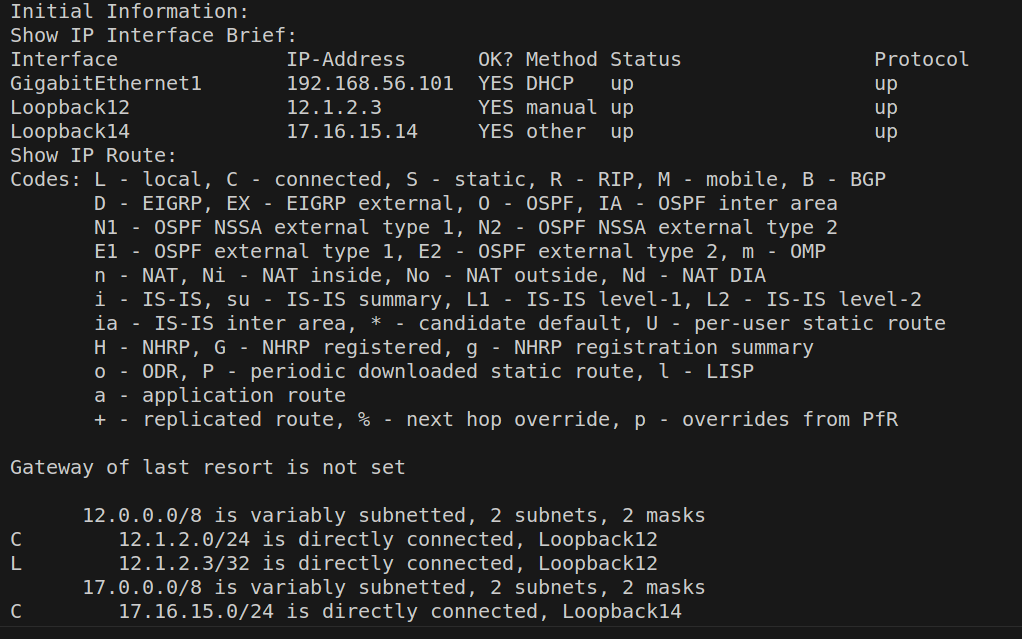 Initial Information:
Show IP Interface Brief:
Interface              IP-Address      OK? Method Status                Protocol
GigabitEthernet1       192.168.56.101  YES DHCP   up                    up
Loopback12             12.1.2.3        YES manual up                    up
Loopback14             17.16.15.14     YES other  up                    up
Show IP Route:
Codes: L - local, C - connected, S - static, R - RIP, M - mobile, B - BGP
       D - EIGRP, EX - EIGRP external, O - OSPF, IA - OSPF inter area
       N1 - OSPF NSSA external type 1, N2 - OSPF NSSA external type 2
       E1 - OSPF external type 1, E2 - OSPF external type 2, m - OMP
       n - NAT, Ni - NAT inside, No - NAT outside, Nd - NAT DIA
       i - IS-IS, su - IS-IS summary, L1 - IS-IS level-1, L2 - IS-IS level-2
       ia - IS-IS inter area, * - candidate default, U - per-user static route
       H - NHRP, G - NHRP registered, g - NHRP registration summary
       o - ODR, P - periodic downloaded static route, l - LISP
       a - application route
       + - replicated route, % - next hop override, p - overrides from PfR

Gateway of last resort is not set

      12.0.0.0/8 is variably subnetted, 2 subnets, 2 masks
C        12.1.2.0/24 is directly connected, Loopback12
L        12.1.2.3/32 is directly connected, Loopback12
      17.0.0.0/8 is variably subnetted, 2 subnets, 2 masks
C        17.16.15.0/24 is directly connected, Loopback14